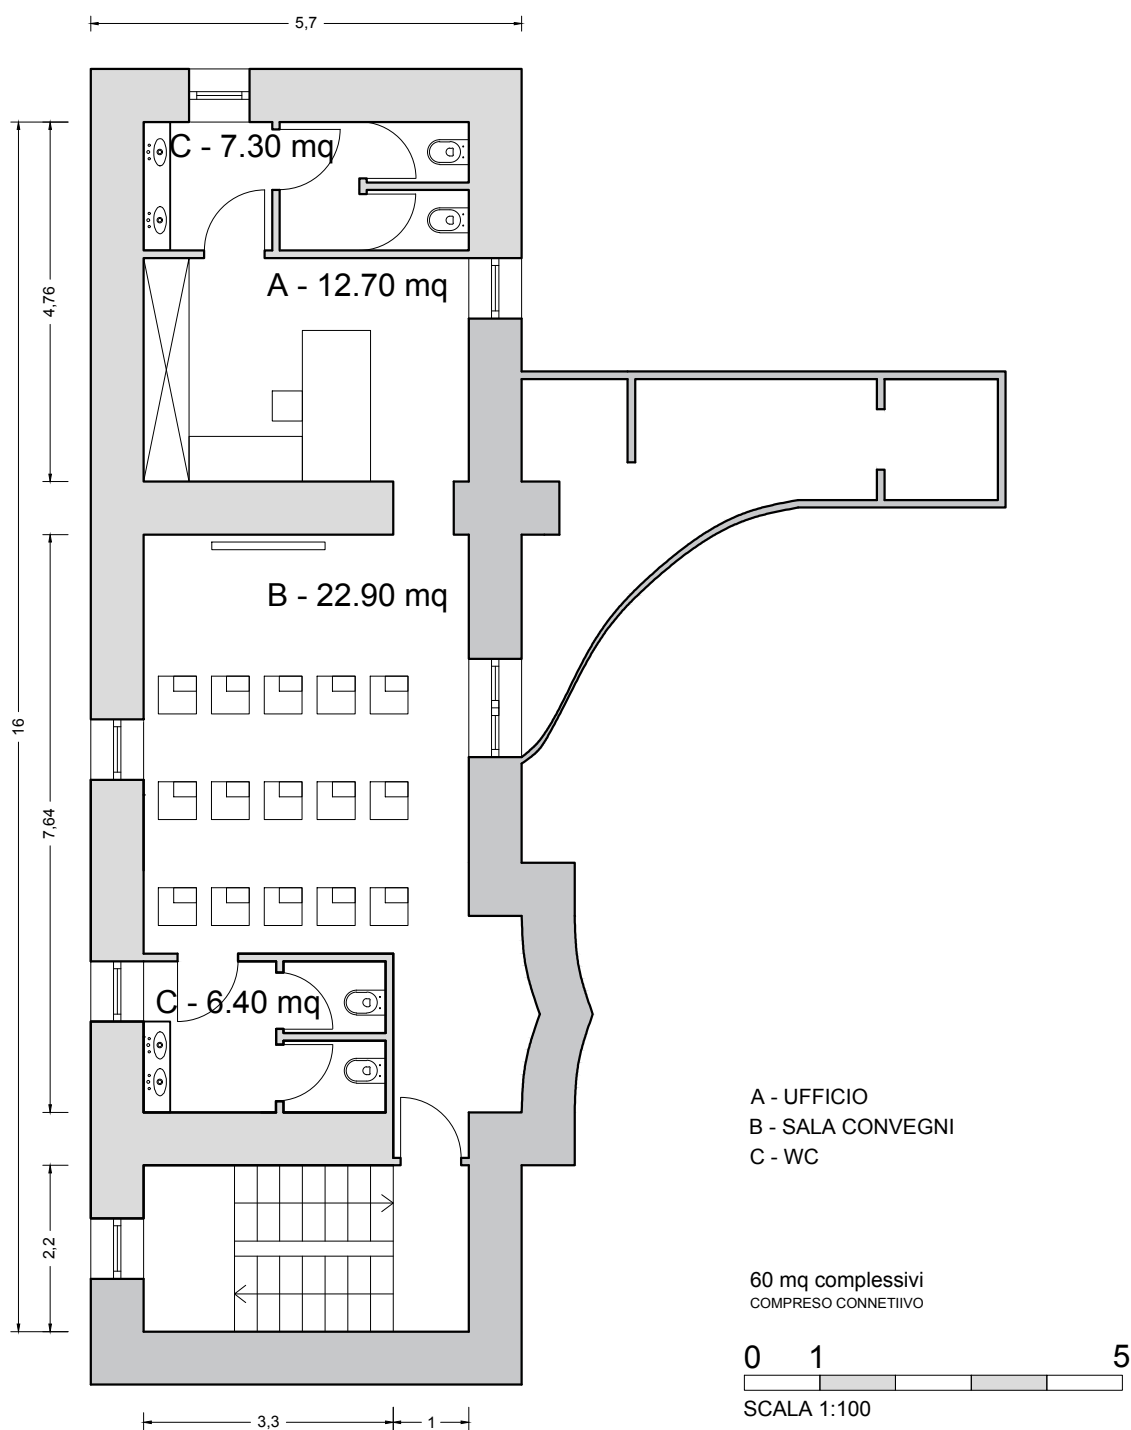 5,7
C - 7.30 mq
A - 12.70 mq
4,76
16
B - 22.90 mq
7,64
C - 6.40 mq
2,2
3,3
1
A - UFFICIO
B - SALA CONVEGNI
C - WC
60 mq complessivi
COMPRESO CONNETIIVO
0 1 5
SCALA 1:100